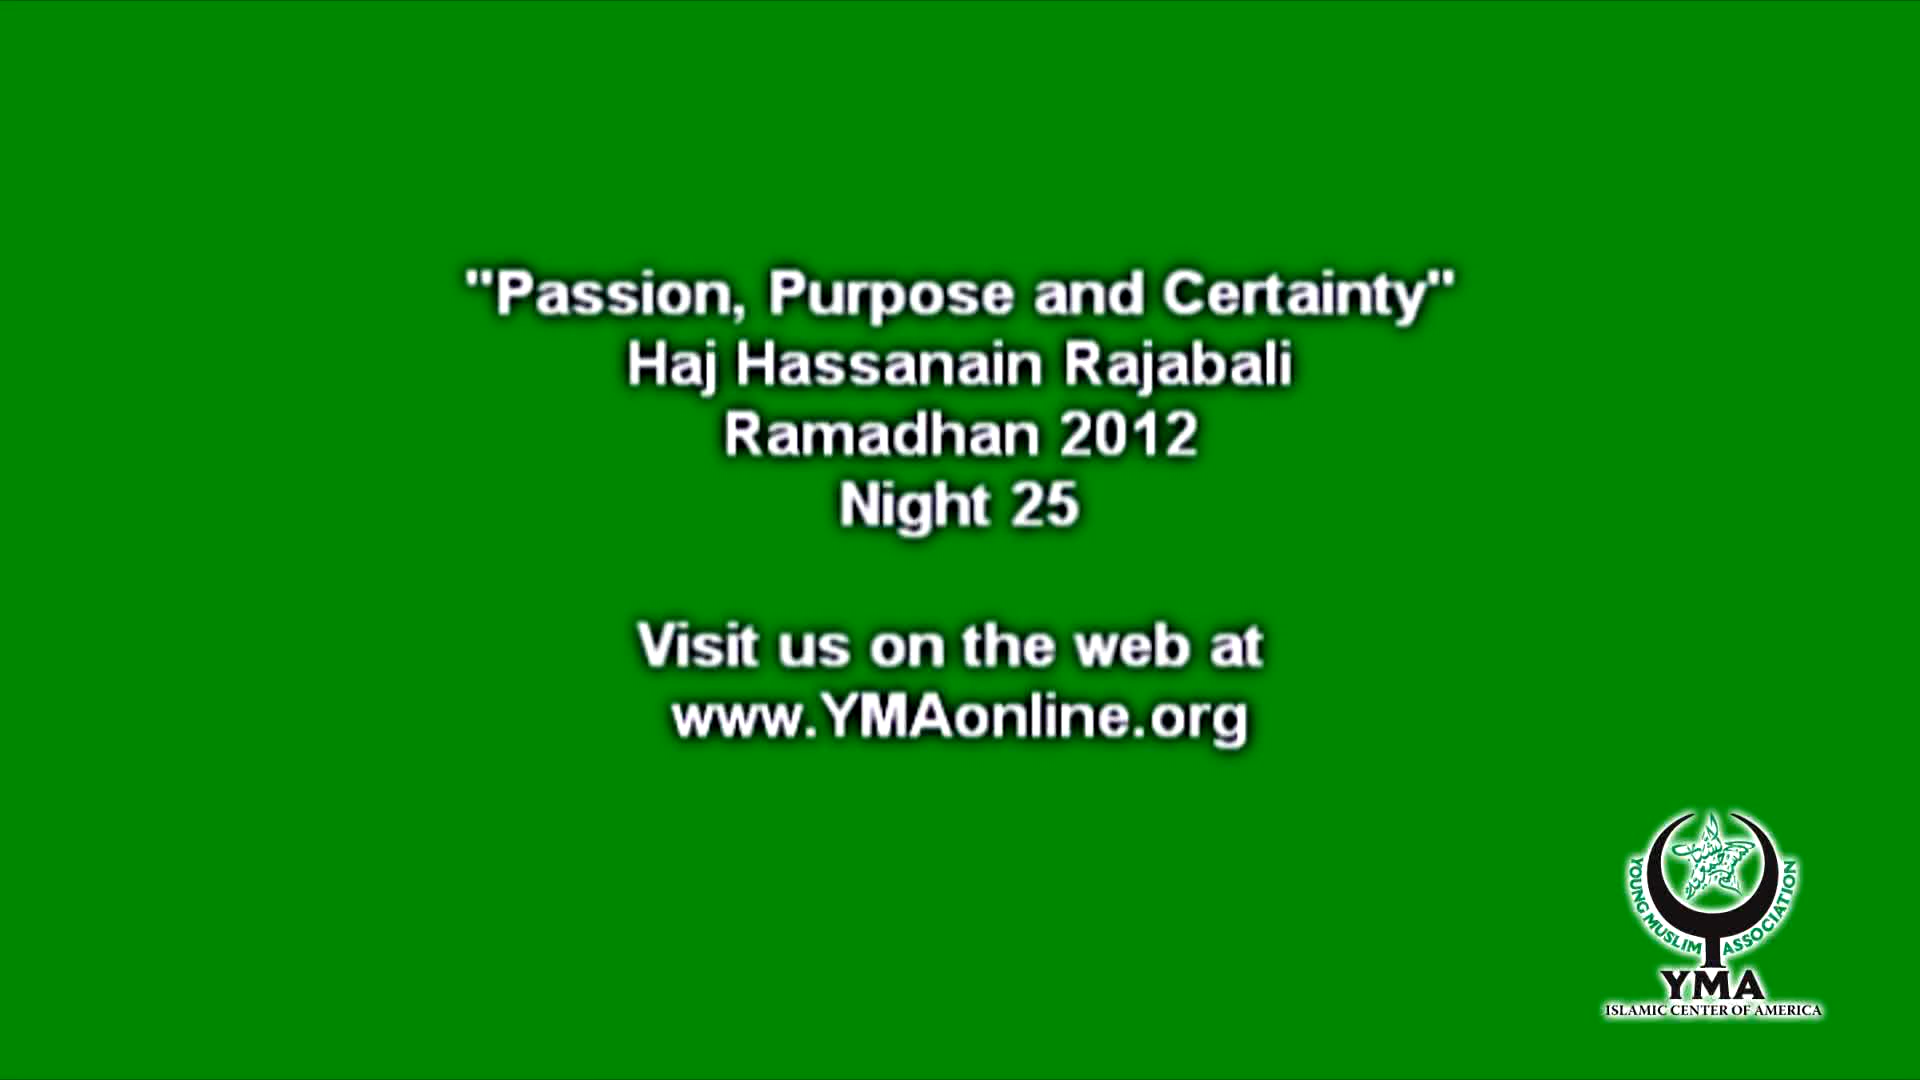 "Passion, Purpose and Certainty"
Haj Hassanain Rajabali
Ramadhan 2012
Night 25
Visit us on the web at
www.YMAonline.org
YOUNG MUSLIM ASSOCIATION
YMA
ISLAMIC CENTER OF AMERICA